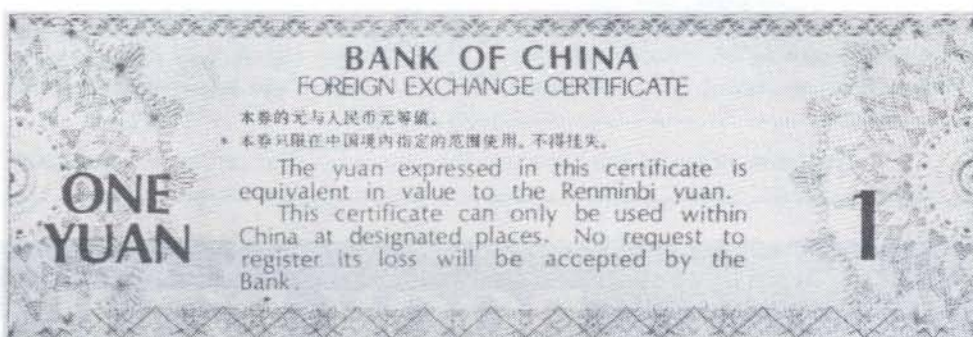 BANK OF CHINA
FOREIGN EXCHANGE CERTIFICATE
本券的元与人民币元等值。
本券只限在中国境内指定的范围使用,不得挂失。
The yuan expressed in this certificate is
equivalent in value to the Renminbi yuan.
This certificate can only be used within
China at designated places. No request to
register its loss will be accepted by the
Bank.
ONE
YUAN
1